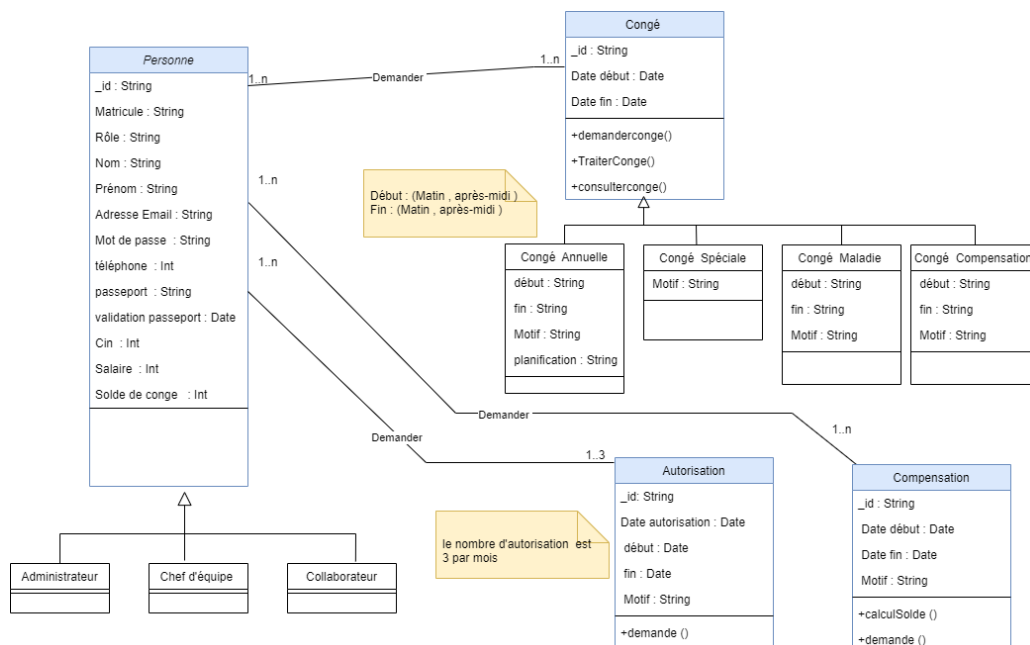 Personne
_id : String
Matricule : String
Rôle : String
Nom : String
Prénom : String
Adresse Email : String
Mot de passe : String
téléphone : Int
passeport : String
validation passeport : Date
Cin : Int
Salaire : Int
Solde de conge : Int
1..n
Demander
1..n
Congé
_id : String
Date début : Date
Date fin : Date
+demanderconge()
+TraiterConge()
+consulterconge()
Début : (Matin , après-midi )
Fin : (Matin , après-midi )
Congé Annuelle
début : String
fin : String
Motif : String
planification : String
Congé Spéciale
Motif : String
Congé Maladie
début : String
fin : String
Motif : String
Congé Compensation
début : String
fin : String
Motif : String
1..n
Demander
1..n
1..n
Demander
1..3
Administrateur
Chef d'équipe
Collaborateur
le nombre d'autorisation est
3 par mois
Autorisation
_id: String
Date autorisation : Date
début : Date
fin : Date
Motif : String
+demande ()
Compensation
_id : String
Date début : Date
Date fin : Date
Motif : String
+calculSolde ()
+demande ()